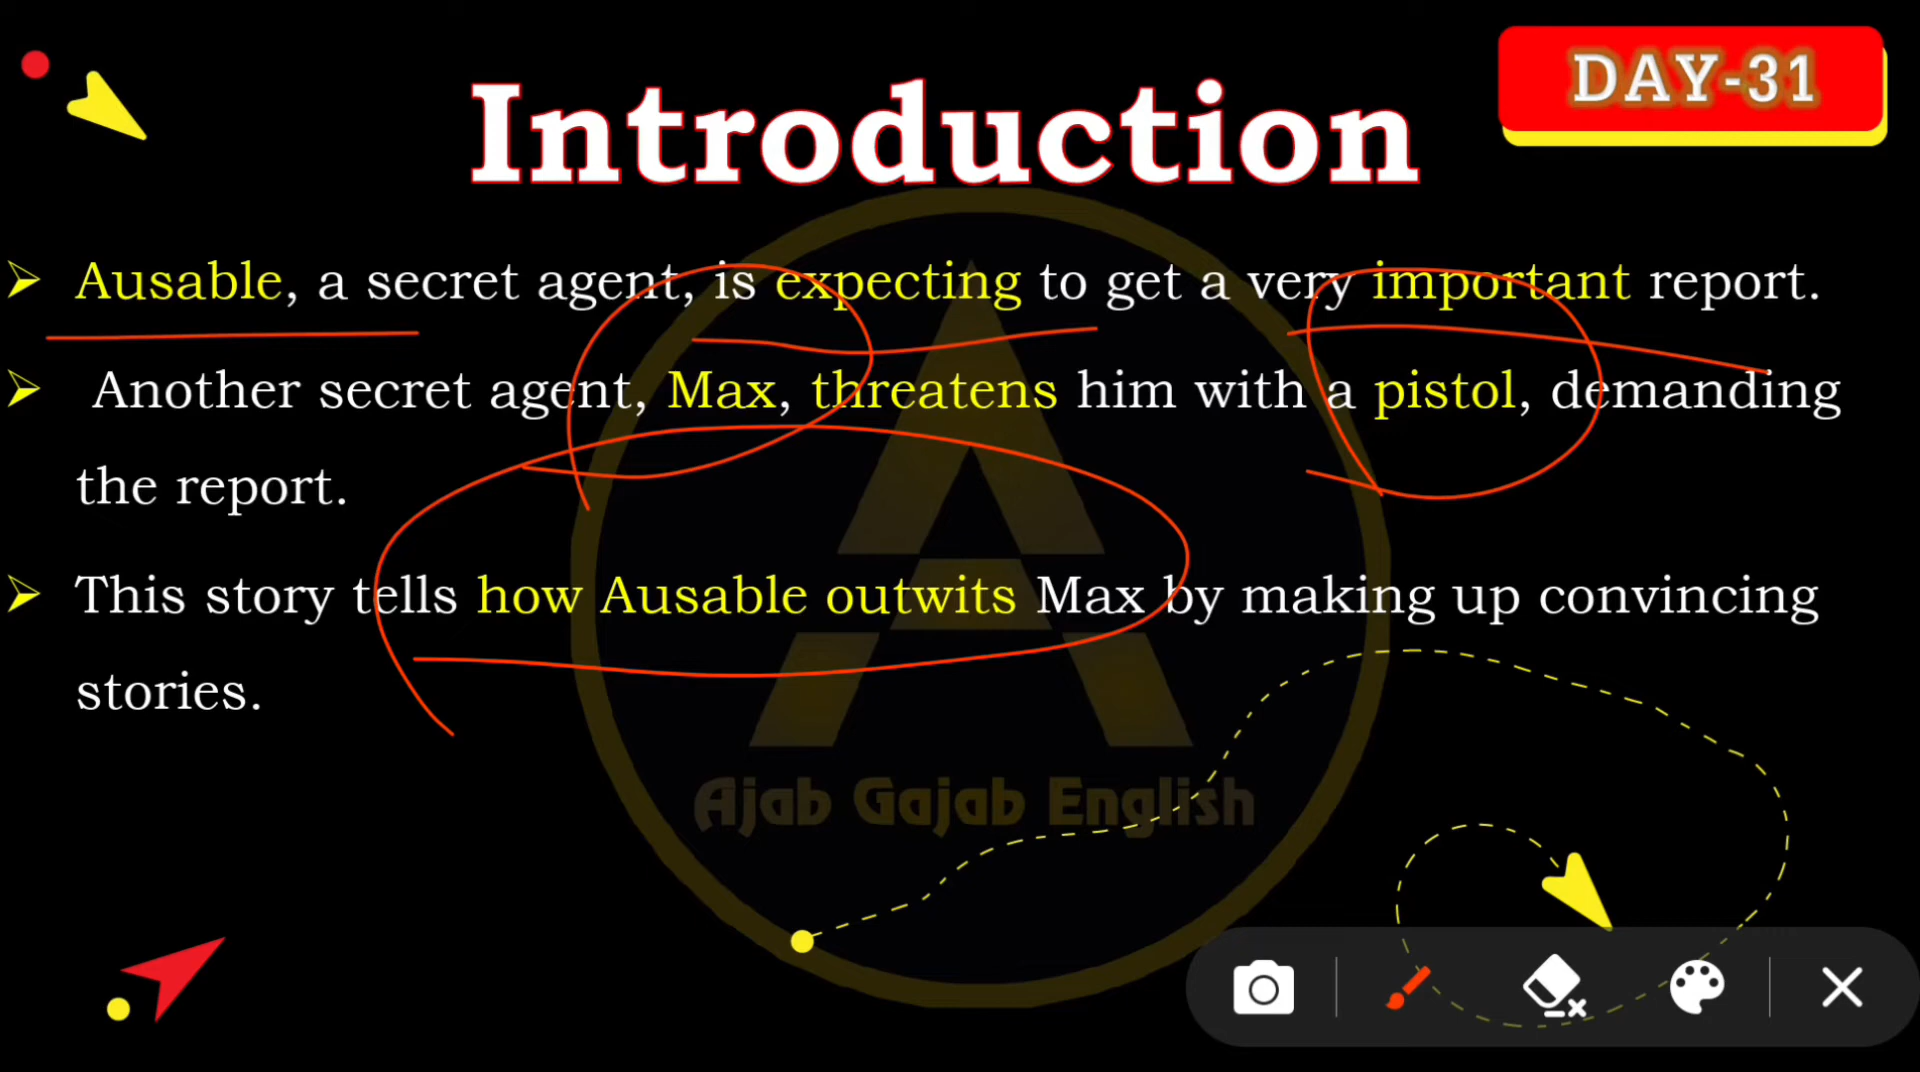 DAY-31
Introduction
➢ Ausable, a secret agent, is expecting to get a very important report.
➢ Another secret agent, Max, threatens him with a pistol, demanding
the report.
➢ This story tells how Ausable outwits Max by making up convincing
stories.
Ajab Gajab English